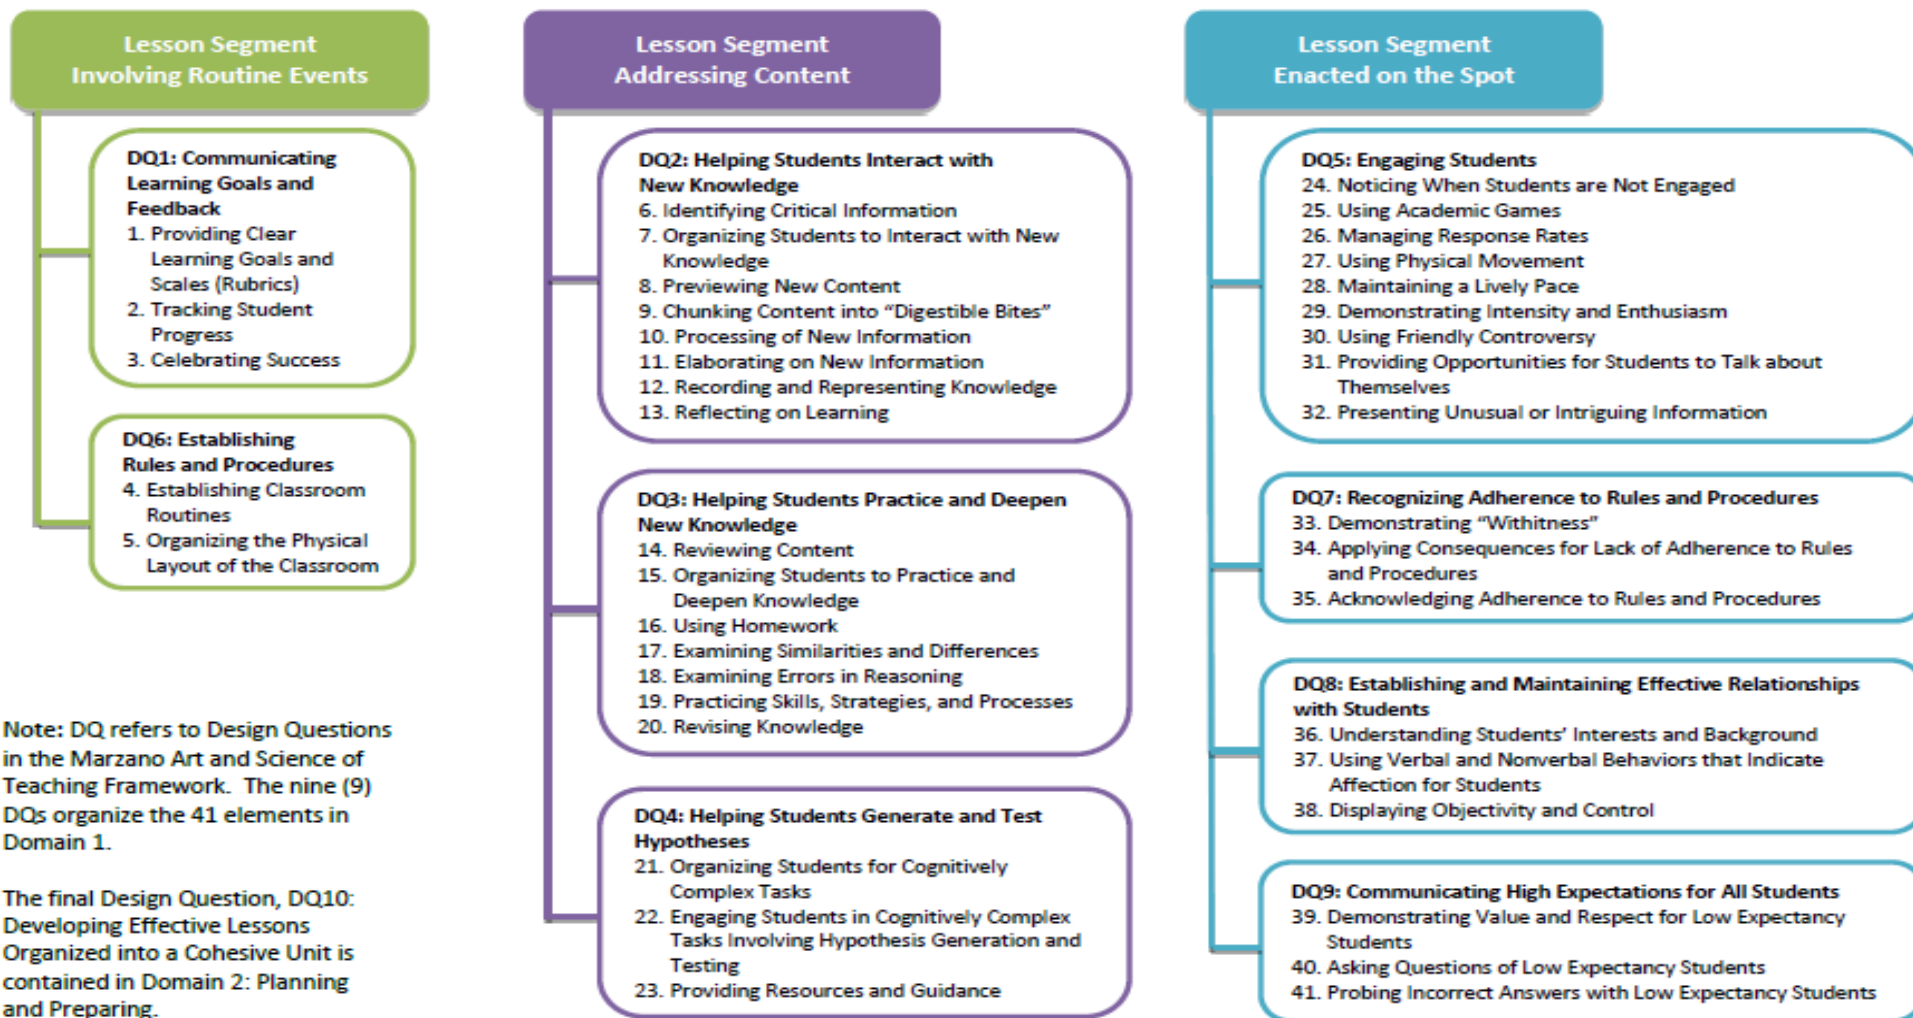 Lesson Segment
Involving Routine Events
DQ1: Communicating
Learning Goals and
Feedback
1. Providing Clear
Learning Goals and
Scales (Rubrics)
2. Tracking Student
Progress
3. Celebrating Success
DQ6: Establishing
Rules and Procedures
4. Establishing Classroom
Routines
5. Organizing the Physical
Layout of the Classroom
Note: DQ refers to Design Questions
in the Marzano Art and Science of
Teaching Framework. The nine (9)
DQs organize the 41 elements in
Domain 1.
The final Design Question, DQ10:
Developing Effective Lessons
Organized into a Cohesive Unit is
contained in Domain 2: Planning
and Preparing.
Lesson Segment
Addressing Content
DQ2: Helping Students Interact with
New Knowledge
6. Identifying Critical Information
7. Organizing Students to Interact with New
Knowledge
8. Previewing New Content
9. Chunking Content into “Digestible Bites”
10. Processing of New Information
11. Elaborating on New Information
12. Recording and Representing Knowledge
13. Reflecting on Learning
DQ3: Helping Students Practice and Deepen
New Knowledge
14. Reviewing Content
15. Organizing Students to Practice and
Deepen Knowledge
16. Using Homework
17. Examining Similarities and Differences
18. Examining Errors in Reasoning
19. Practicing Skills, Strategies, and Processes
20. Revising Knowledge
DQ4: Helping Students Generate and Test
Hypotheses
21. Organizing Students for Cognitively
Complex Tasks
22. Engaging Students in Cognitively Complex
Tasks Involving Hypothesis Generation and
Testing
23. Providing Resources and Guidance
Lesson Segment
Enacted on the Spot
DQ5: Engaging Students
24. Noticing When Students are Not Engaged
25. Using Academic Games
26. Managing Response Rates
27. Using Physical Movement
28. Maintaining a Lively Pace
29. Demonstrating Intensity and Enthusiasm
30. Using Friendly Controversy
31. Providing Opportunities for Students to Talk about
Themselves
32. Presenting Unusual or Intriguing Information
DQ7: Recognizing Adherence to Rules and Procedures
33. Demonstrating “Withitness”
34. Applying Consequences for Lack of Adherence to Rules
and Procedures
35. Acknowledging Adherence to Rules and Procedures
DQ8: Establishing and Maintaining Effective Relationships
with Students
36. Understanding Students’ Interests and Background
37. Using Verbal and Nonverbal Behaviors that Indicate
Affection for Students
38. Displaying Objectivity and Control
DQ9: Communicating High Expectations for All Students
39. Demonstrating Value and Respect for Low Expectancy
Students
40. Asking Questions of Low Expectancy Students
41. Probing Incorrect Answers with Low Expectancy Students